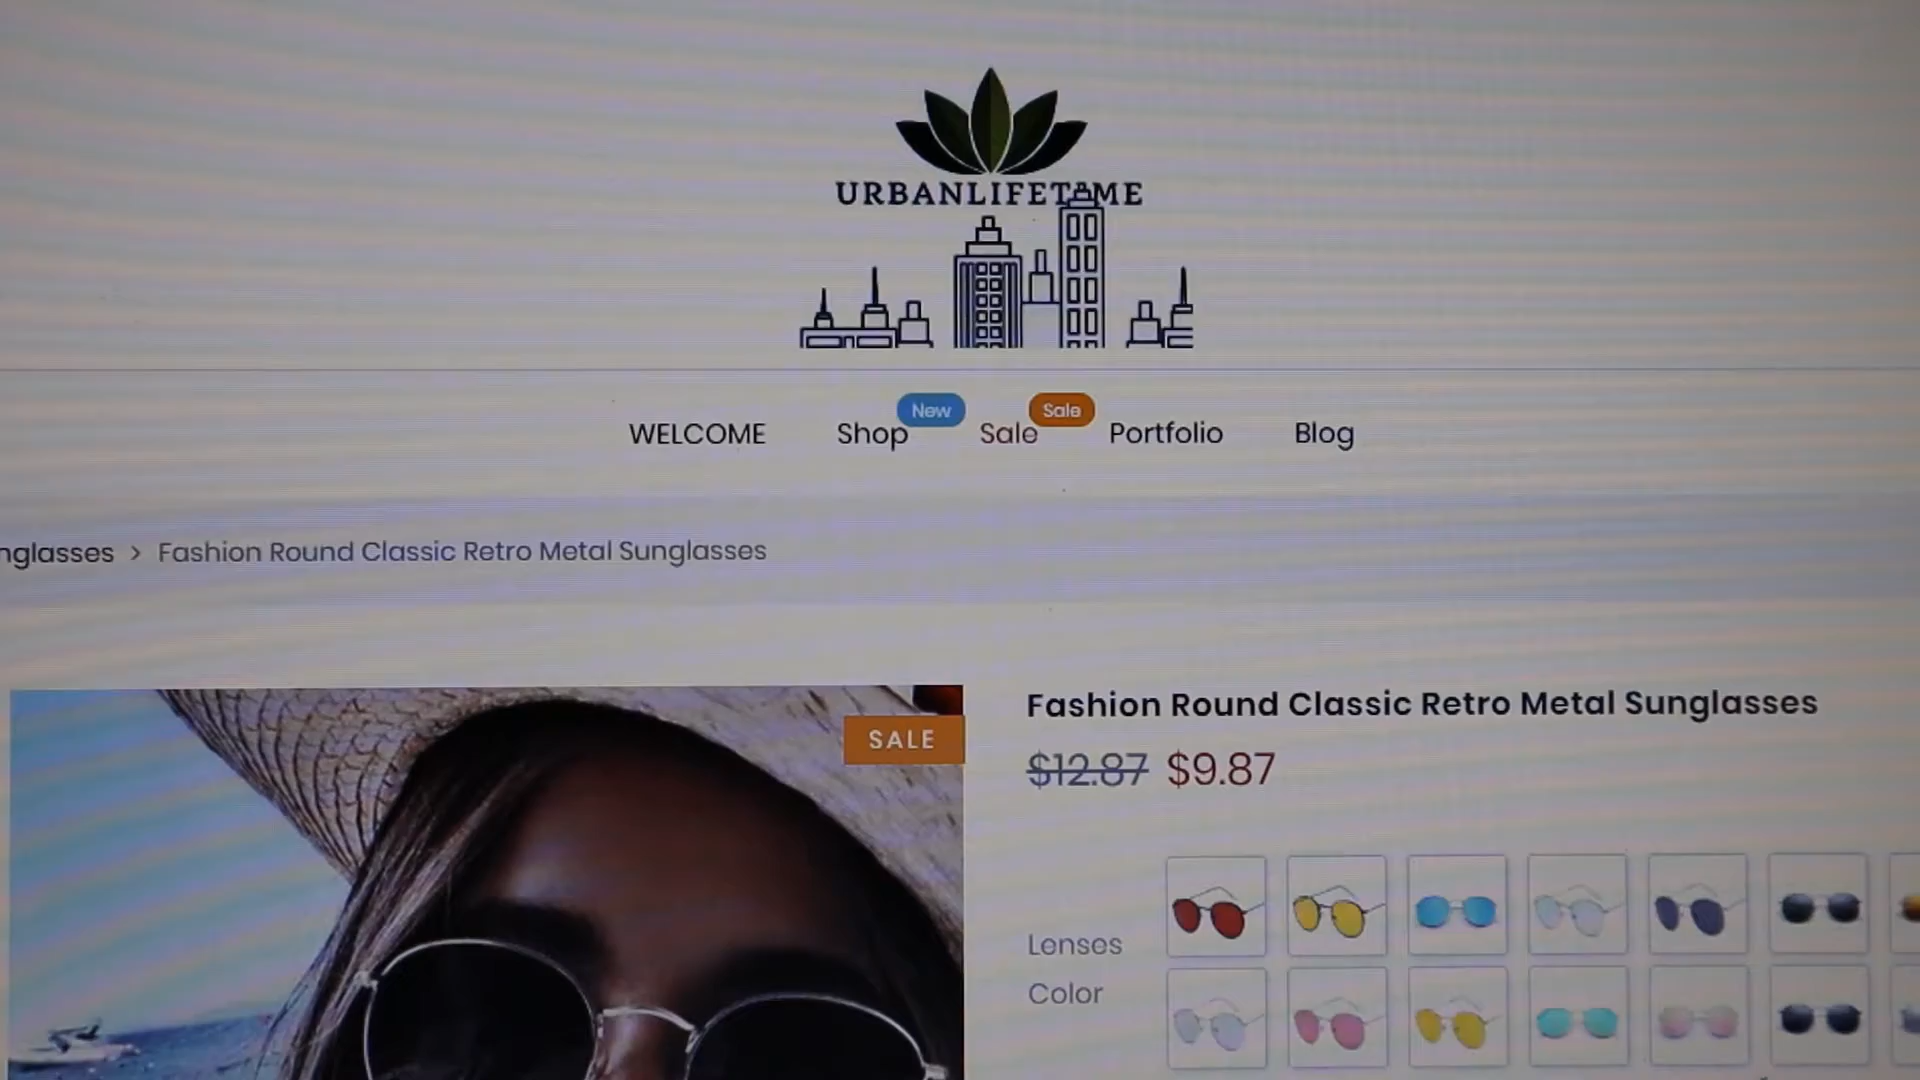 URBANLIFETIME
New
Sale
WELCOME
Shop
Sale
Portfolio
Blog
nglasses > Fashion Round Classic Retro Metal Sunglasses
SALE
Fashion Round Classic Retro Metal Sunglasses
$12.87 $9.87
Lenses
Color